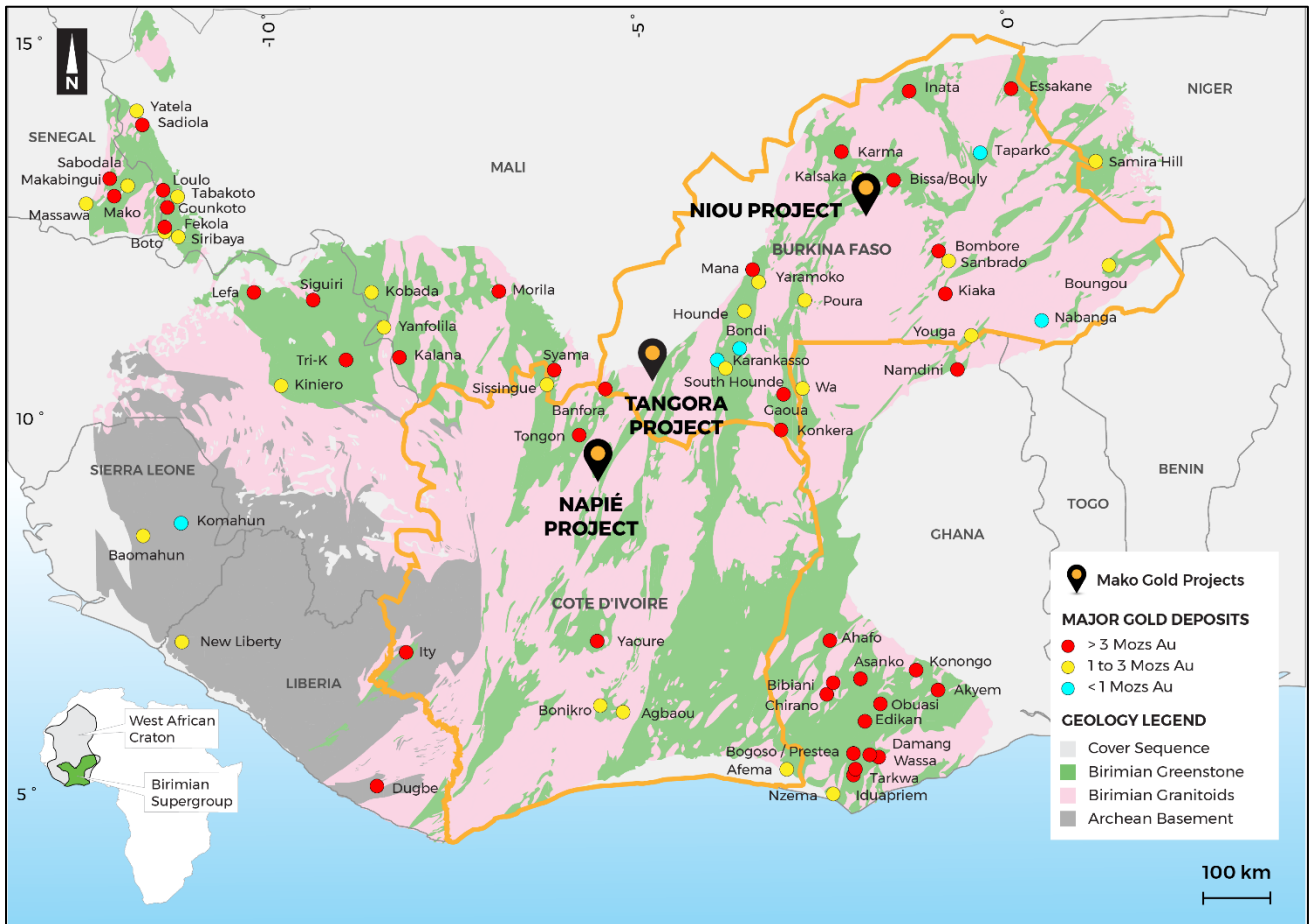 -10
-5
0
15°
N
Yatela
Sadiola
SENEGAL
Sabodala
Makabingui
Massawa
Mako
Loulo
Tabakoto
Gounkoto
Fekola
Boto
Siribaya
MALI
NIGER
Inata
Essakane
Karma
Taparko
Samira Hill
Kalsaka
Bissa/Bouly
NIOU PROJECT
BURKINA FASO
Bombore
Sanbrado
Mana
Yaramoko
Kiaka
Boungou
Poura
Hounde
Nabanga
Bondi
Youga
Lefa
Siguiri
Kobada
Morila
Yanfolila
Tri-K
Kalana
Syama
Karankasso
Namdini
Kiniero
Sissingue
South Hounde
Wa
10°
Banfora
TANGORA
PROJECT
Gaoua
Tongon
Konkera
SIERRA LEONE
NAPIÉ
PROJECT
BENIN
TOGO
Komahun
Baomahun
GHANA
COTE D'IVOIRE
New Liberty
Yaoure
Ahafo
Ity
Asanko
Konongo
LIBERIA
Bibiani
Chirano
Akyem
Obuasi
Edikan
Bonikro
Agbaou
Bogoso / Prestea
Damang
Wassa
Afema
Tarkwa
Dugbe
Nzema
Iduapriem
5°
West African
Craton
Birimian
Supergroup
Mako Gold Projects
MAJOR GOLD DEPOSITS
> 3 Mozs Au
1 to 3 Mozs Au
< 1 Mozs Au
GEOLOGY LEGEND
Cover Sequence
Birimian Greenstone
Birimian Granitoids
Archean Basement
100 km